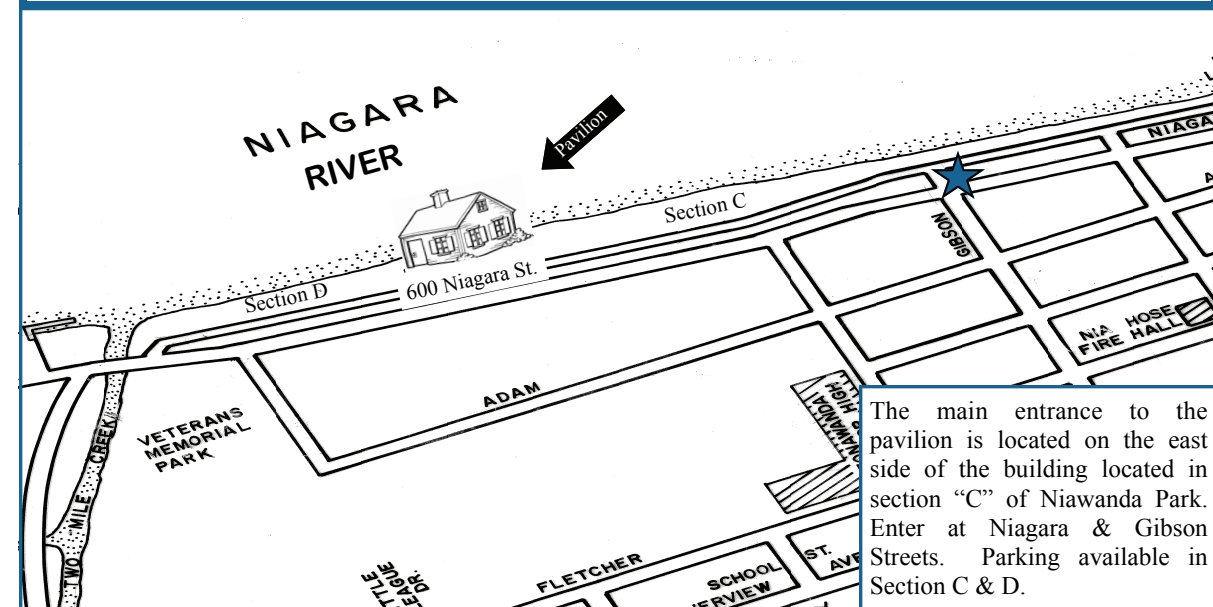 NIAGARA
RIVER
Pavilion
NIAGA
Section C
GIBSON
600 Niagara St.
Section D
NIA HOSE
FIRE HALL
ADAM
VETERANS
MEMORIAL
PARK
HIGH
TWO MILE CREEK
The main entrance to the
pavilion is located on the east
side of the building located in
section “C” of Niawanda Park.
Enter at Niagara & Gibson
Streets. Parking available in
Section C & D.
FLETCHER
ST.
AVE
SCHOOL